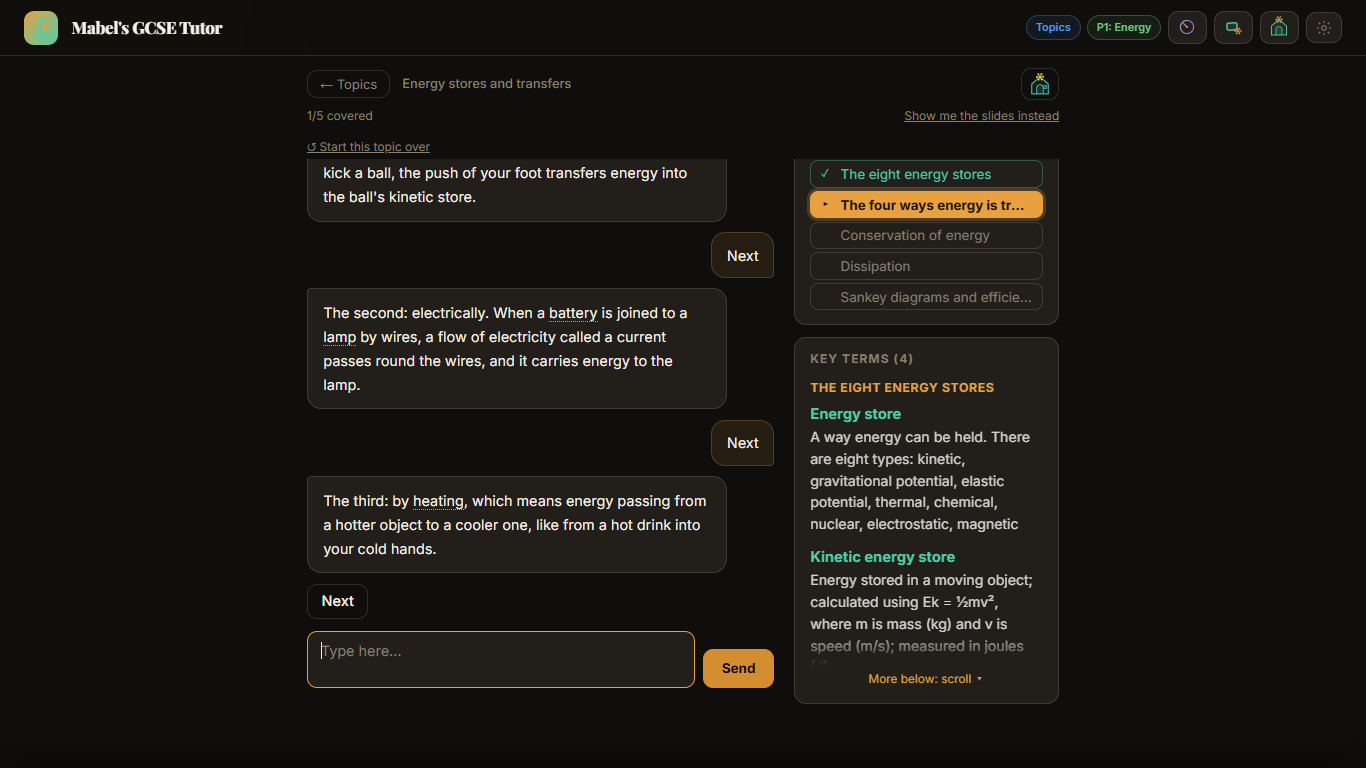 Mabel's GCSE Tutor
Topics
P1: Energy
← Topics
Energy stores and transfers
1/5 covered
Show me the slides instead
↺ Start this topic over
kick a ball, the push of your foot transfers energy into
the ball's kinetic store.
Next
The second: electrically. When a battery is joined to a
lamp by wires, a flow of electricity called a current
passes round the wires, and it carries energy to the
lamp.
Next
The third: by heating, which means energy passing from
a hotter object to a cooler one, like from a hot drink into
your cold hands.
Next
Type here...
Send
✓ The eight energy stores
▸ The four ways energy is tr...
Conservation of energy
Dissipation
Sankey diagrams and efficie...
KEY TERMS (4)
THE EIGHT ENERGY STORES
Energy store
A way energy can be held. There
are eight types: kinetic,
gravitational potential, elastic
potential, thermal, chemical,
nuclear, electrostatic, magnetic
Kinetic energy store
Energy stored in a moving object;
calculated using Ek = ½mv²,
where m is mass (kg) and v is
speed (m/s); measured in joules
More below: scroll ▾